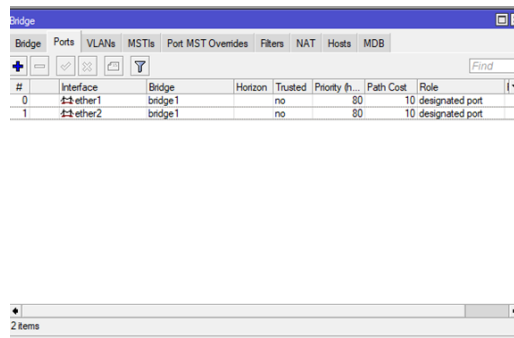 Bridge
Bridge Ports VLANs MSTIs Port MST Overrides Filters NAT Hosts MDB
Find
# Interface Bridge Horizon Trusted Priority (h... Path Cost Role
0 ether1 bridge1 no 80 10 designated port
1 ether2 bridge1 no 80 10 designated port
2 items